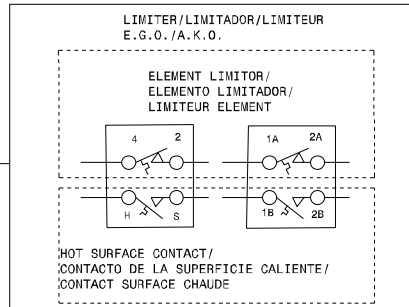 LIMITER/LIMITADOR/LIMITEUR
E.G.O./A.K.O.
ELEMENT LIMITOR/
ELEMENTO LIMITADOR/
LIMITEUR ELEMENT
4 2 1A 2A
H S 1B 2B
HOT SURFACE CONTACT/
CONTACTO DE LA SUPERFICIE CALIENTE/
CONTACT SURFACE CHAUDE